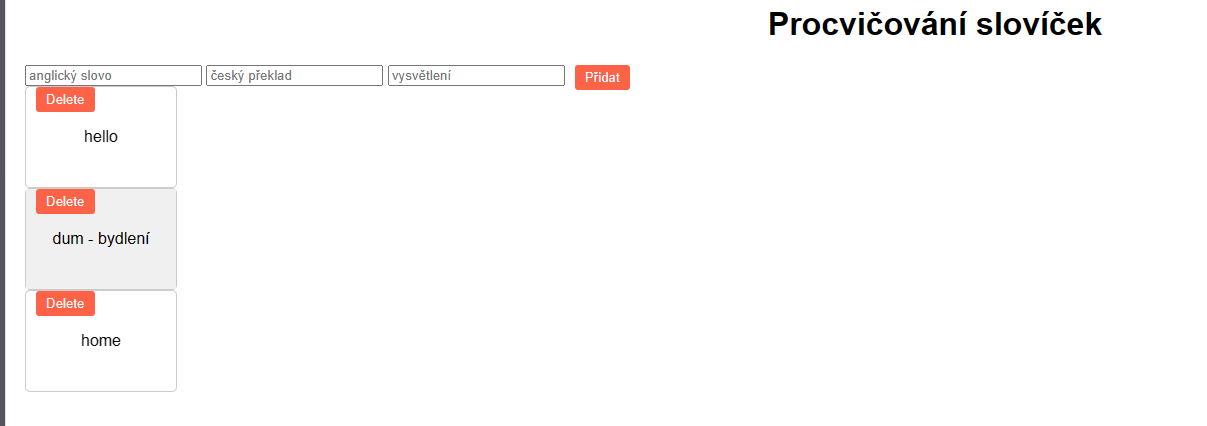 Procvičování slovíček
anglický slovo český překlad vysvětlení Přidat
Delete
hello
Delete
dum - bydlení
Delete
home